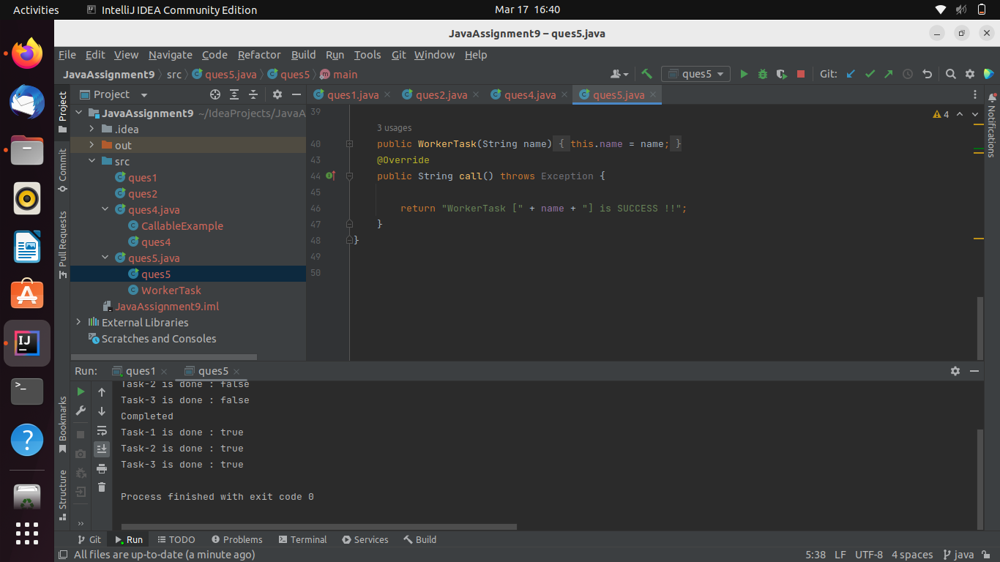 Activities IntelliJ IDEA Community Edition Mar 17 16:40
JavaAssignment9 – ques5.java
File Edit View Navigate Code Refactor Build Run Tools Git Window Help
JavaAssignment9 src ques5.java ques5 main ques5 Git:
Project
ques1.java ques2.java ques4.java ques5.java
JavaAssignment9 ~/IdeaProjects/JavaA
.idea
out
src
ques1
ques2
ques4.java
CallableExample
ques4
ques5.java
ques5
WorkerTask
JavaAssignment9.iml
External Libraries
Scratches and Consoles
Project
Commit
Pull Requests
Bookmarks
Structure
39
4
3 usages
40 public WorkerTask(String name) { this.name = name; }
43 @Override
44 public String call() throws Exception {
45
46 return "WorkerTask [" + name + "] is SUCCESS !!";
47 }
48 }
49
50
Notifications
Run: ques1 ques5
Task-2 is done : false
Task-3 is done : false
Completed
Task-1 is done : true
Task-2 is done : true
Task-3 is done : true
Process finished with exit code 0
Git Run TODO Problems Terminal Services Build
All files are up-to-date (a minute ago) 5:38 LF UTF-8 4 spaces java